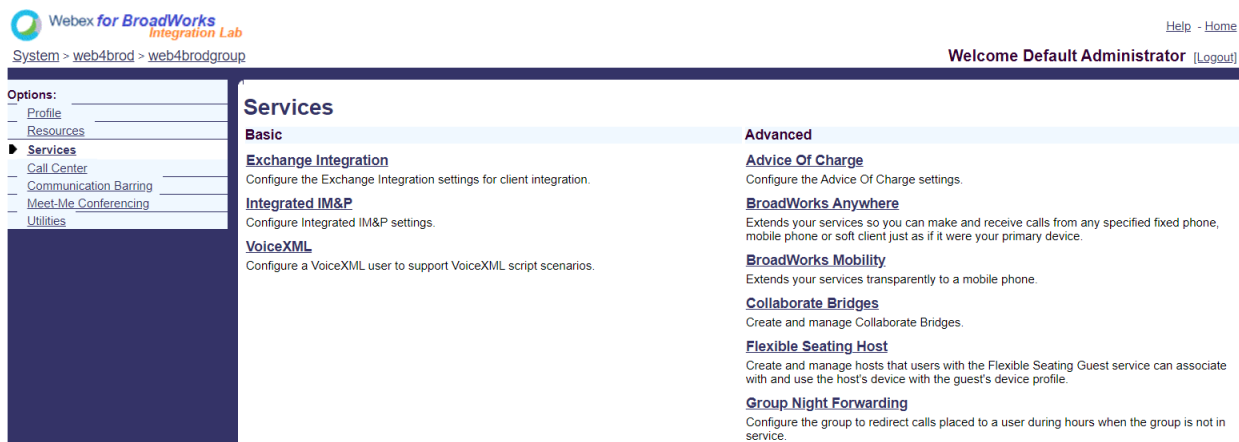 Webex for BroadWorks
Integration Lab
Help - Home
System > web4brod > web4brodgroup
Welcome Default Administrator [Logout]
Options:
Profile
Resources
Services
Call Center
Communication Barring
Meet-Me Conferencing
Utilities
Services
Basic
Exchange Integration
Configure the Exchange Integration settings for client integration.
Integrated IM&P
Configure Integrated IM&P settings.
VoiceXML
Configure a VoiceXML user to support VoiceXML script scenarios.
Advanced
Advice Of Charge
Configure the Advice Of Charge settings.
BroadWorks Anywhere
Extends your services so you can make and receive calls from any specified fixed phone,
mobile phone or soft client just as if it were your primary device.
BroadWorks Mobility
Extends your services transparently to a mobile phone.
Collaborate Bridges
Create and manage Collaborate Bridges.
Flexible Seating Host
Create and manage hosts that users with the Flexible Seating Guest service can associate
with and use the host's device with the guest's device profile.
Group Night Forwarding
Configure the group to redirect calls placed to a user during hours when the group is not in
service.